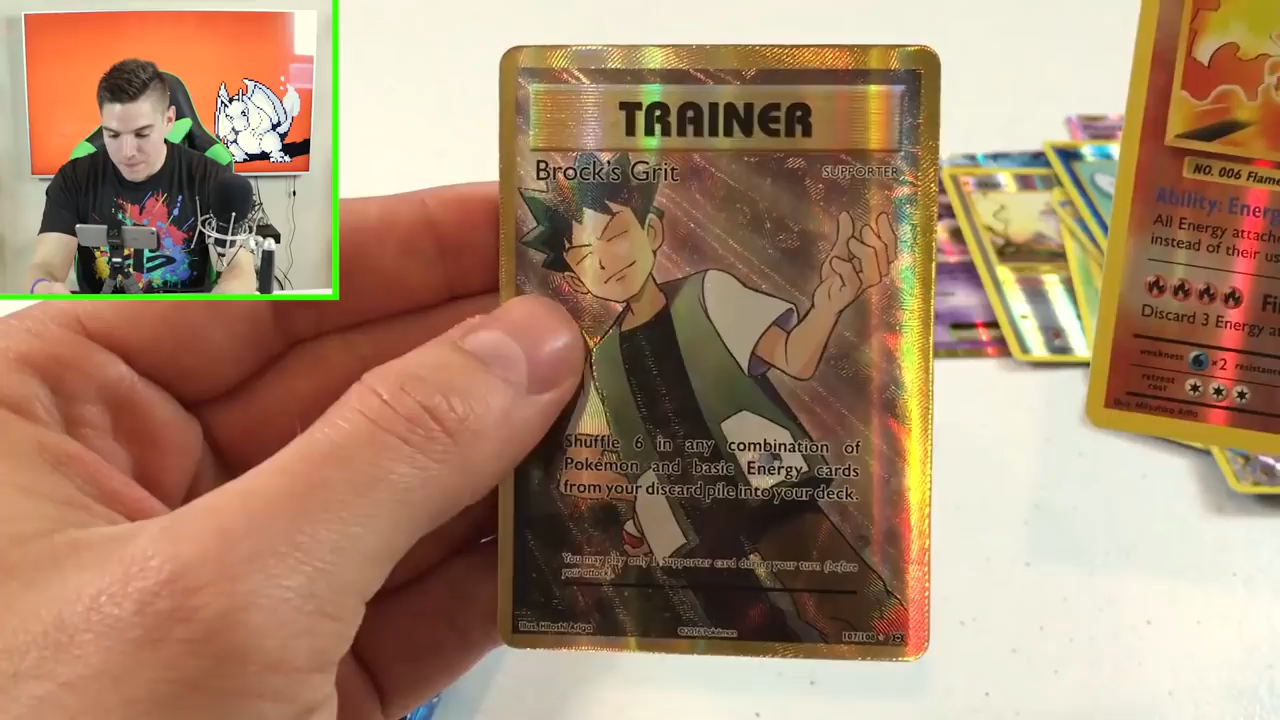 TRAINER
Brock's Grit
SUPPORTER
Shuffle 6 in any combination of
Pokémon and basic Energy cards
from your discard pile into your deck.
You may play only 1 Supporter card during your turn (before
your attack).
Illus. Hitoshi Ariga
©2016 Pokémon
107/108
NO. 006 Flame
Ability: Energ
All Energy attache
instead of their us
Fi
Discard 3 Energy a
weakness
×2
resistance
retreat
cost
Illus. Mitsuhiro Arita